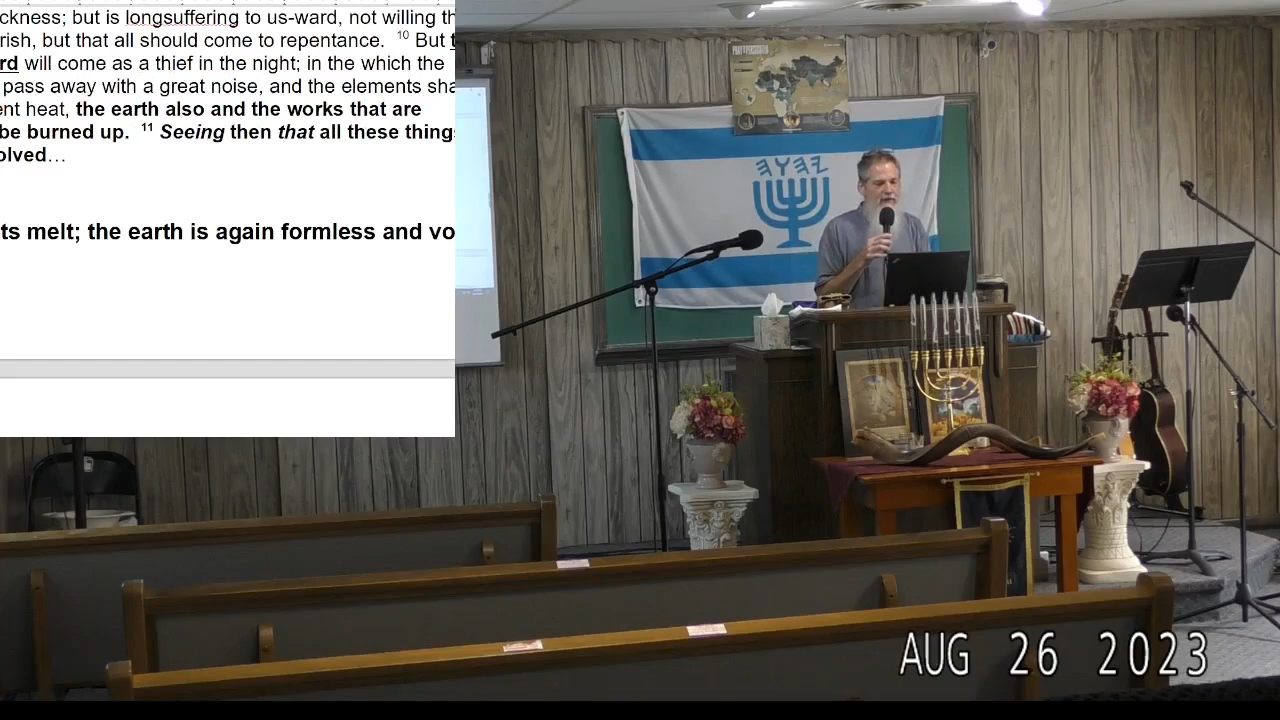 ckness; but is longsuffering to us-ward, not willing th
rish, but that all should come to repentance. 10 But t
rd will come as a thief in the night; in the which the
pass away with a great noise, and the elements sha
ent heat, the earth also and the works that are
be burned up. 11 Seeing then that all these things
olved…
ts melt; the earth is again formless and vo
𐤉𐤄𐤅𐤄
AUG 26 2023